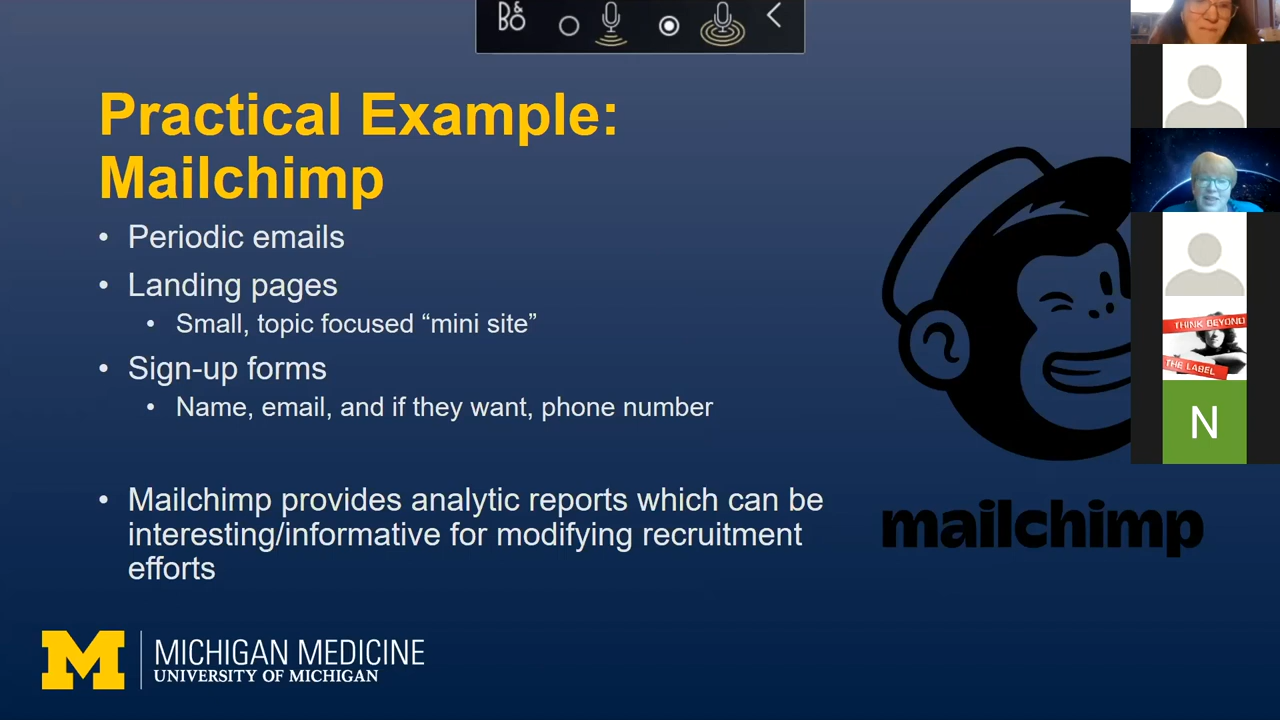 B&O
Practical Example:
Mailchimp
• Periodic emails
• Landing pages
• Small, topic focused “mini site”
• Sign-up forms
• Name, email, and if they want, phone number
• Mailchimp provides analytic reports which can be
interesting/informative for modifying recruitment
efforts
mailchimp
THINK BEYOND
THE LABEL
N
M
MICHIGAN MEDICINE
UNIVERSITY OF MICHIGAN